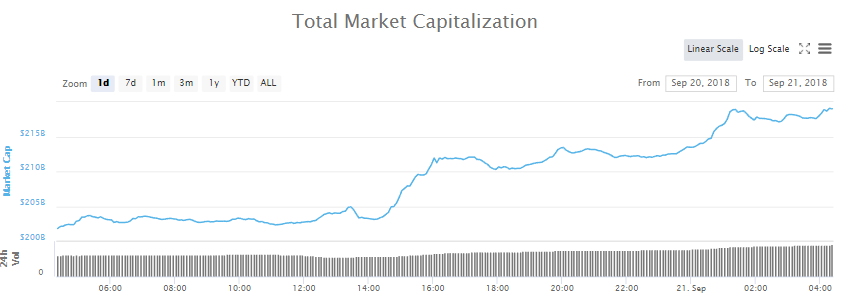 Total Market Capitalization
Linear Scale Log Scale
Zoom 1d 7d 1m 3m 1y YTD ALL From Sep 20, 2018 To Sep 21, 2018
Market Cap
$215B
$210B
$205B
$200B
24h Vol
0
06:00 08:00 10:00 12:00 14:00 16:00 18:00 20:00 22:00 21. Sep 02:00 04:00